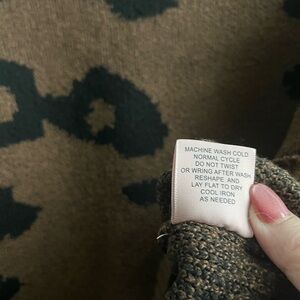 MACHINE WASH COLD
NORMAL CYCLE
DO NOT TWIST
OR WRING AFTER WASH
RESHAPE AND
LAY FLAT TO DRY
COOL IRON
AS NEEDED